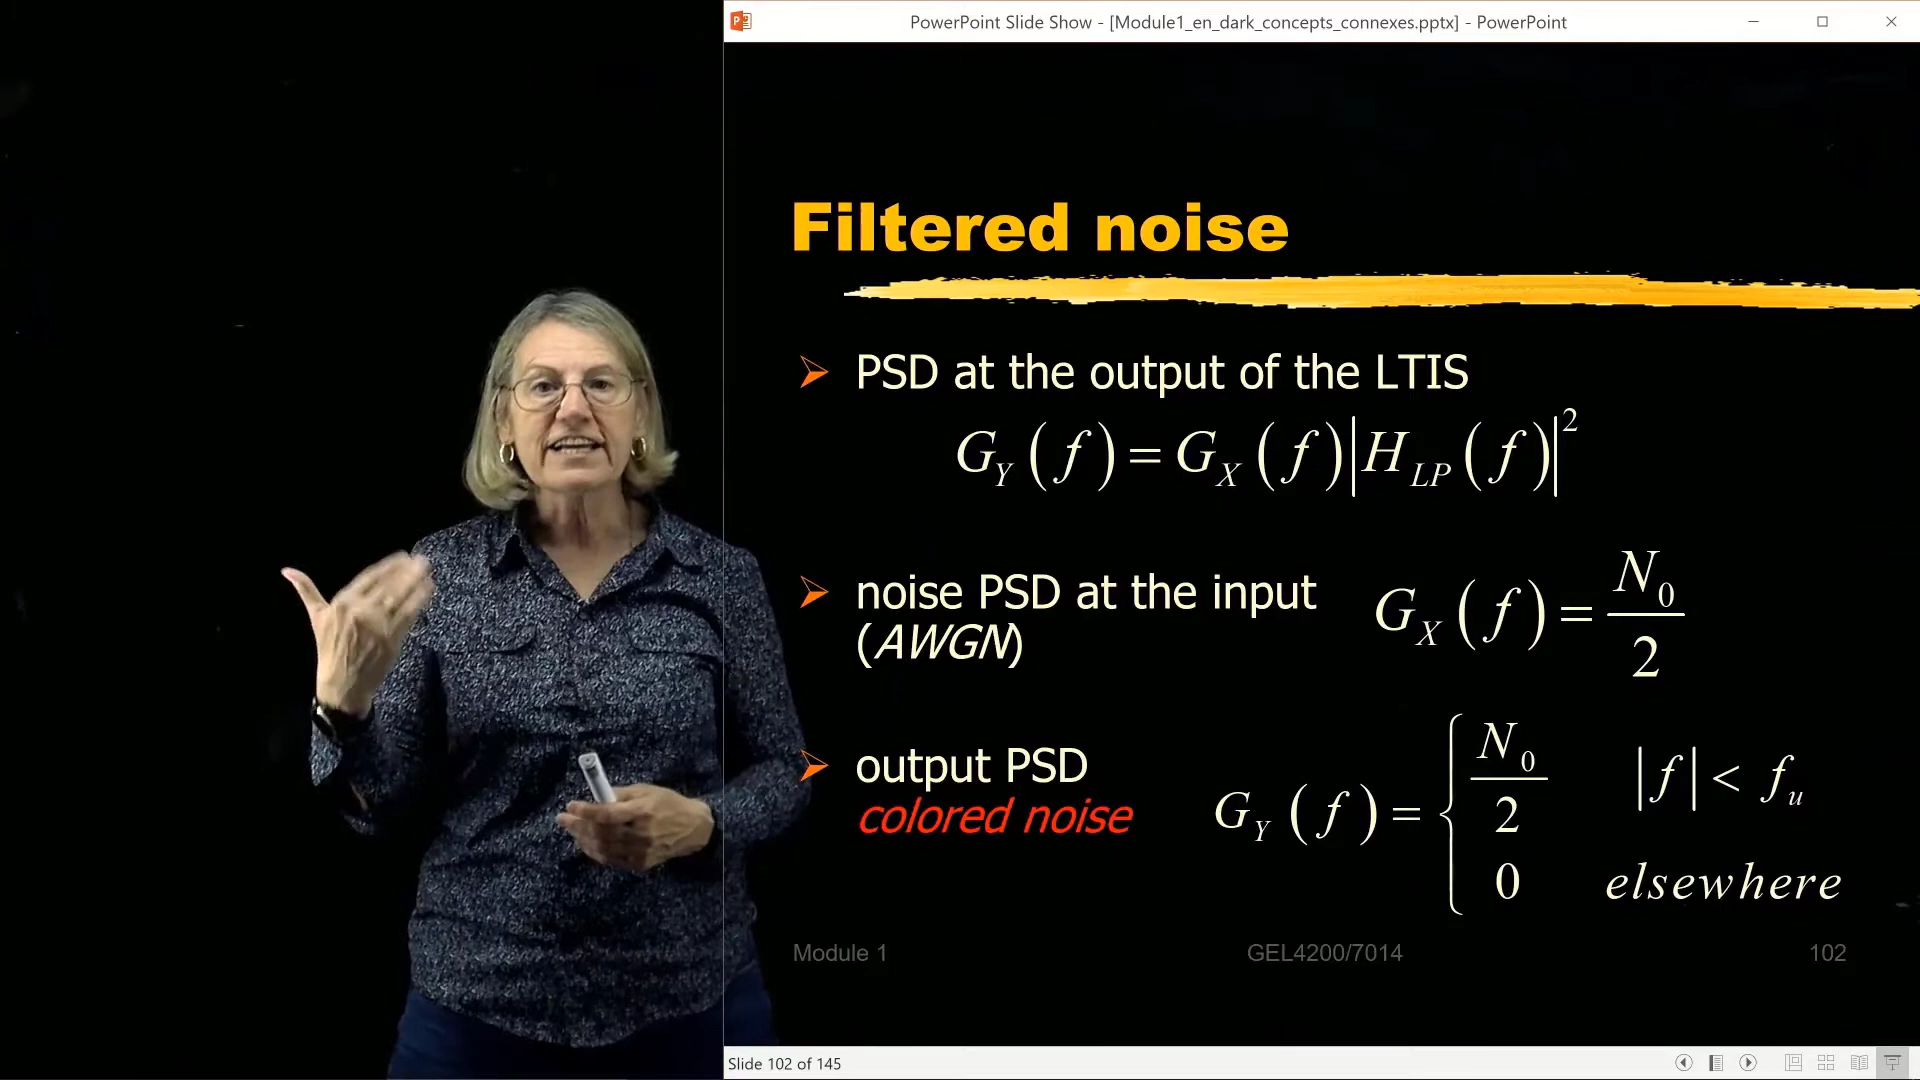 PowerPoint Slide Show - [Module1_en_dark_concepts_connexes.pptx] - PowerPoint
Filtered noise
PSD at the output of the LTIS
G_Y(f) = G_X(f)|H_LP(f)|²
noise PSD at the input
(AWGN)
G_X(f) = N₀/2
output PSD
colored noise
G_Y(f) = { N₀/2 |f| < f_u
0 elsewhere
Module 1 GEL4200/7014 102
Slide 102 of 145